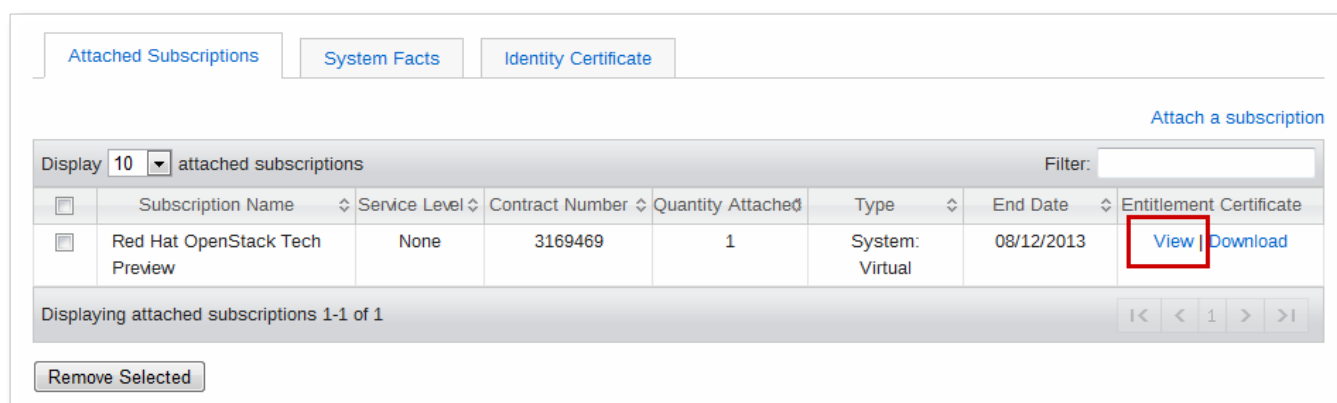 Attached Subscriptions System Facts Identity Certificate
Attach a subscription
Display 10 attached subscriptions Filter:
Subscription Name Service Level Contract Number Quantity Attached Type End Date Entitlement Certificate
Red Hat OpenStack Tech None 3169469 1 System: 08/12/2013 View | Download
Preview Virtual
Displaying attached subscriptions 1-1 of 1 1
Remove Selected